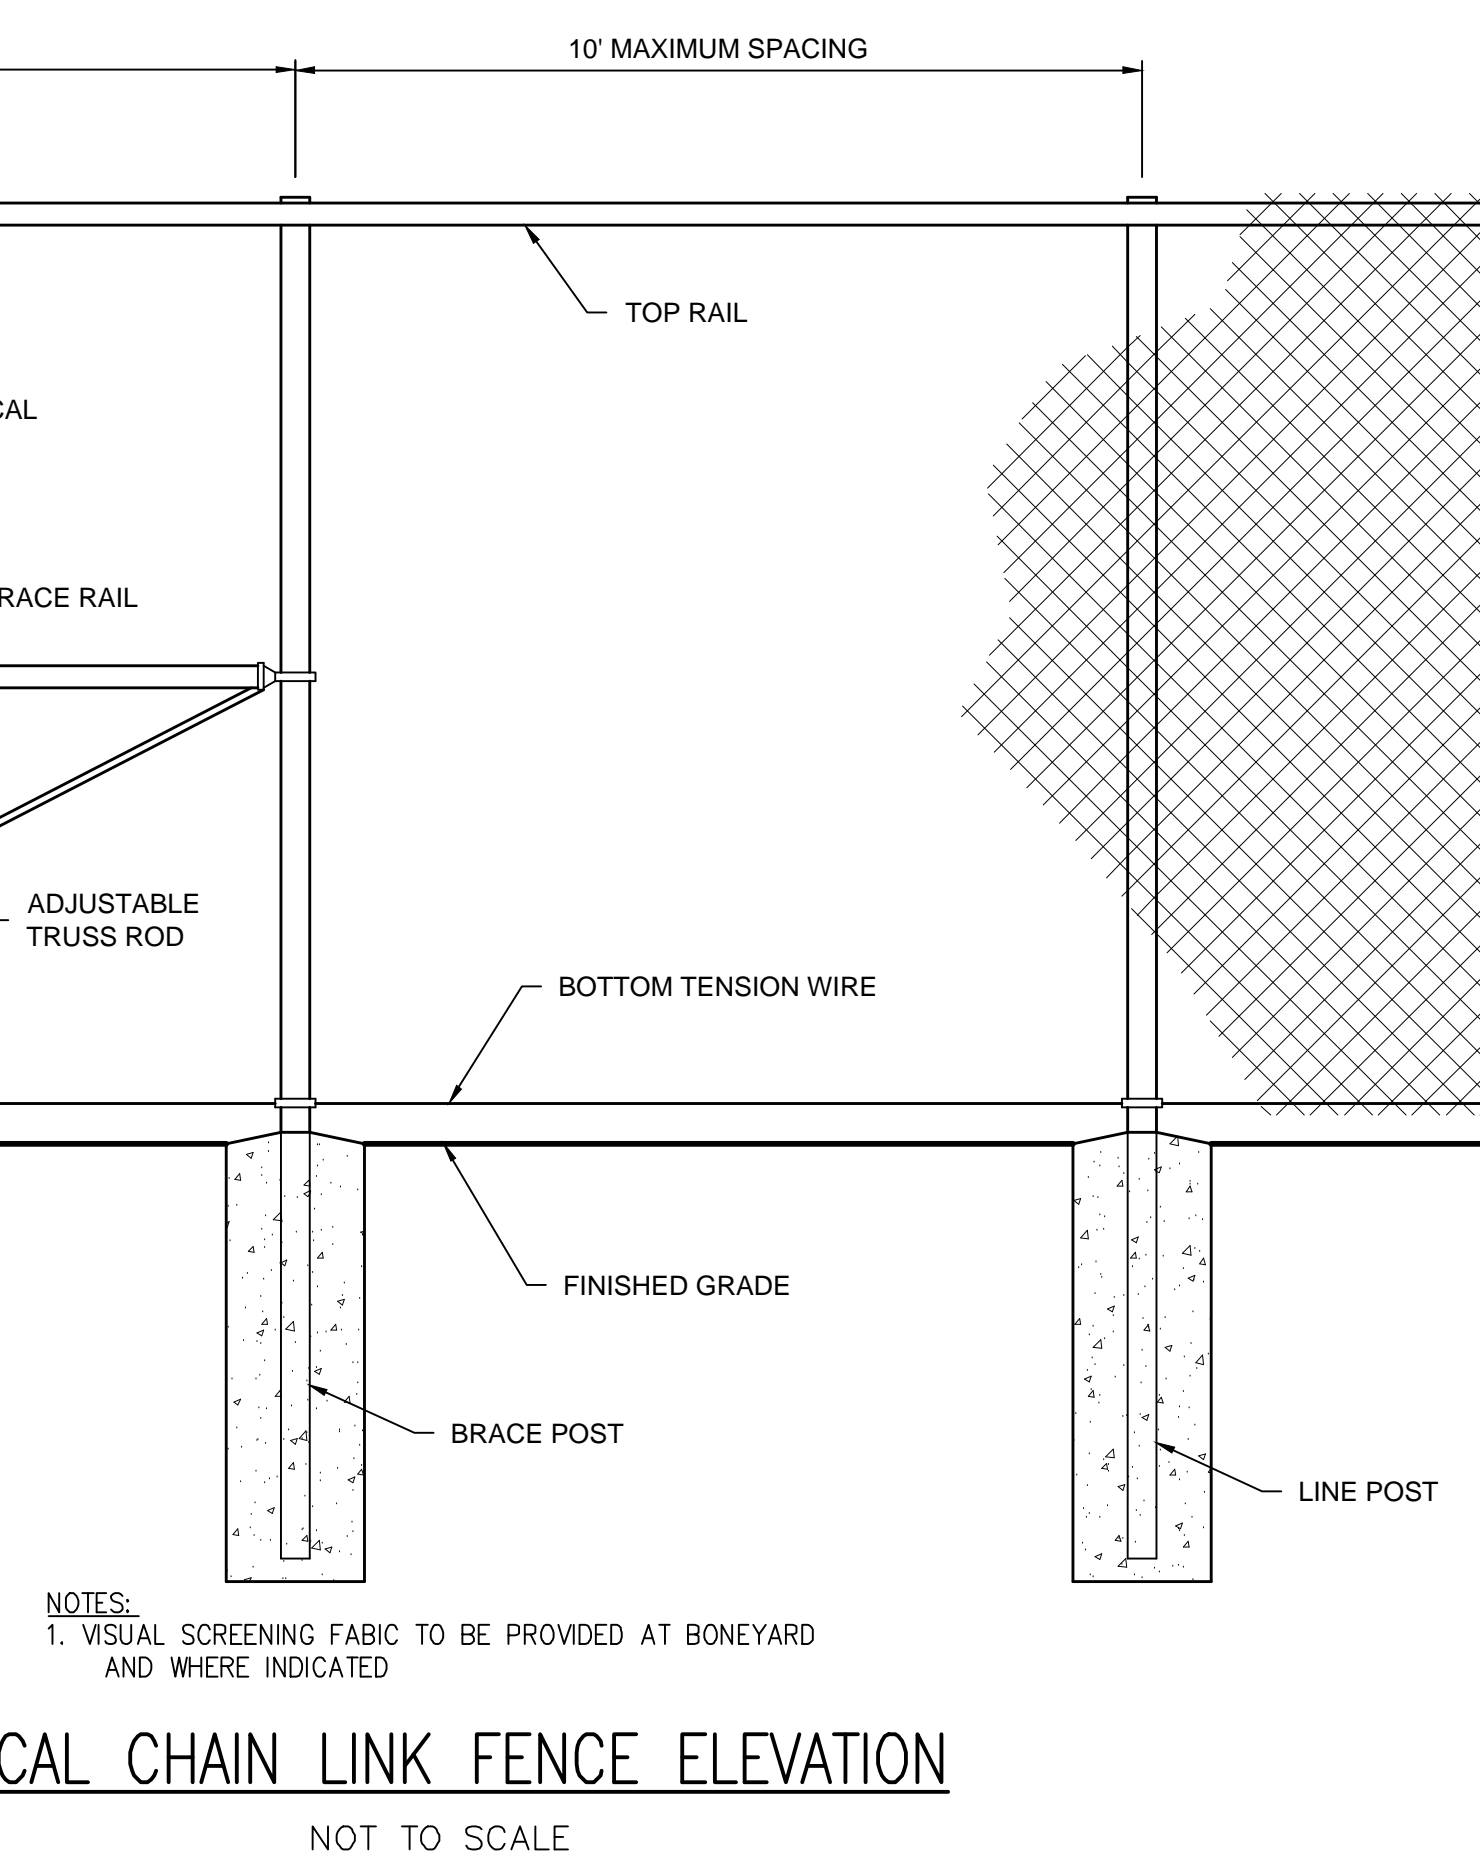 10' MAXIMUM SPACING
TOP RAIL
CAL
RACE RAIL
ADJUSTABLE
TRUSS ROD
BOTTOM TENSION WIRE
FINISHED GRADE
BRACE POST
LINE POST
NOTES:
1. VISUAL SCREENING FABIC TO BE PROVIDED AT BONEYARD
AND WHERE INDICATED
CAL CHAIN LINK FENCE ELEVATION
NOT TO SCALE